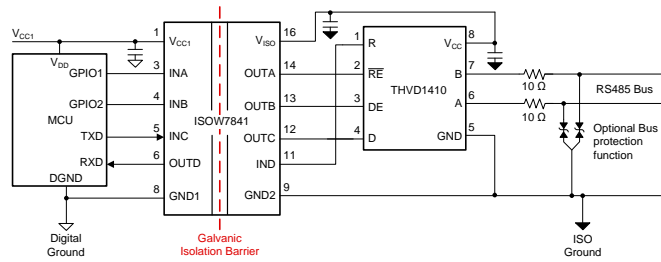 VCC1
VDD
GPIO1
GPIO2
MCU
TXD
RXD
DGND
Digital
Ground
1
3
4
5
6
8
VCC1
INA
INB
INC
OUTD
GND1
ISOW7841
Galvanic
Isolation Barrier
VISO
OUTA
OUTB
OUTC
IND
GND2
16
14
13
12
11
9
1
2
3
4
R
RE
DE
D
THVD1410
VCC
B
A
GND
8
7
6
5
10 Ω
10 Ω
RS485 Bus
Optional Bus
protection
function
ISO
Ground